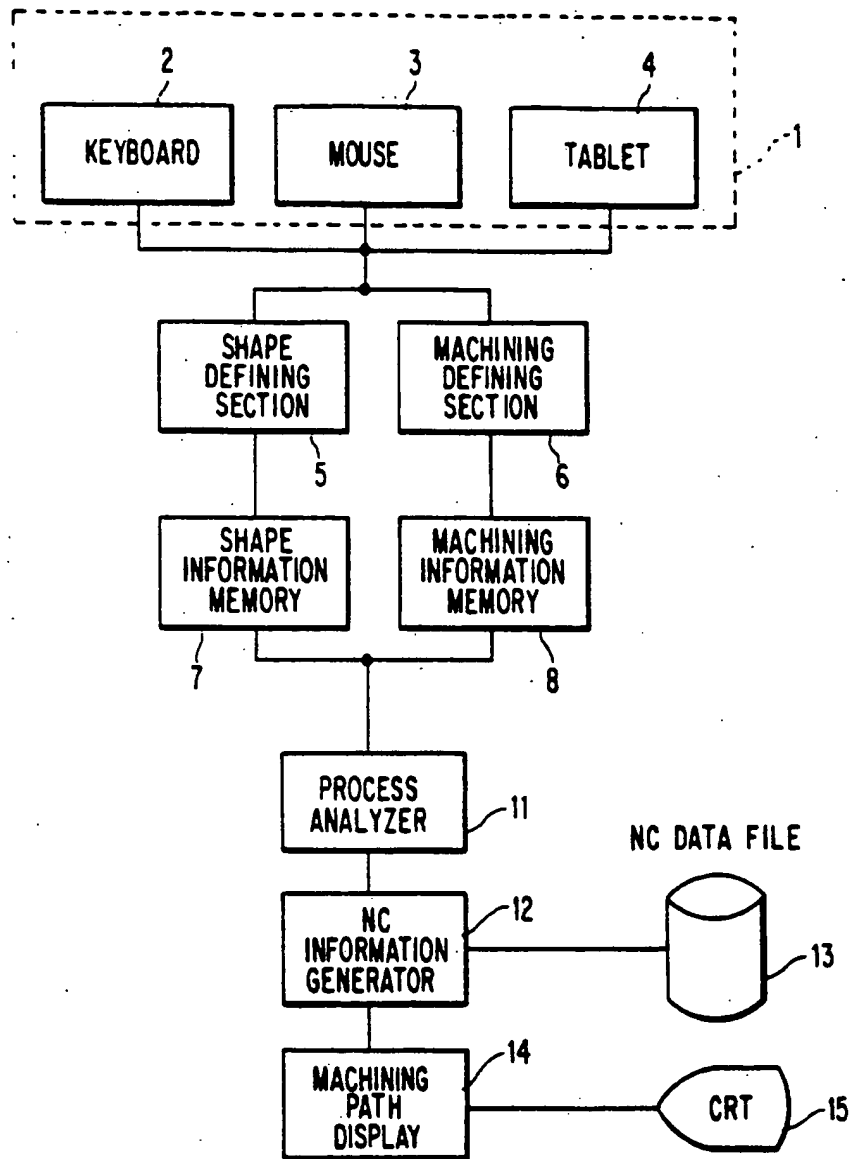 2
3
4
KEYBOARD
MOUSE
TABLET
1
SHAPE
DEFINING
SECTION
5
MACHINING
DEFINING
SECTION
6
SHAPE
INFORMATION
MEMORY
7
MACHINING
INFORMATION
MEMORY
8
PROCESS
ANALYZER
11
NC DATA FILE
NC
INFORMATION
GENERATOR
12
13
MACHINING
PATH
DISPLAY
14
CRT
15